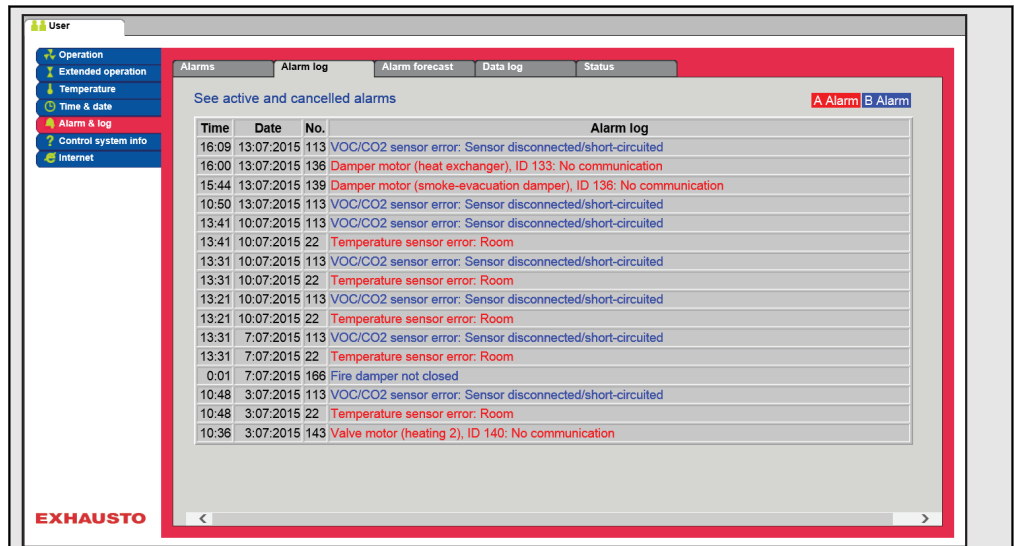 User
Operation
Extended operation
Temperature
Time & date
Alarm & log
Control system info
Internet
Alarms Alarm log Alarm forecast Data log Status
See active and cancelled alarms
A Alarm B Alarm
Time Date No. Alarm log
16:09 13:07:2015 113 VOC/CO2 sensor error: Sensor disconnected/short-circuited
16:00 13:07:2015 136 Damper motor (heat exchanger), ID 133: No communication
15:44 13:07:2015 139 Damper motor (smoke-evacuation damper), ID 136: No communication
10:50 13:07:2015 113 VOC/CO2 sensor error: Sensor disconnected/short-circuited
13:41 10:07:2015 113 VOC/CO2 sensor error: Sensor disconnected/short-circuited
13:41 10:07:2015 22 Temperature sensor error: Room
13:31 10:07:2015 113 VOC/CO2 sensor error: Sensor disconnected/short-circuited
13:31 10:07:2015 22 Temperature sensor error: Room
13:21 10:07:2015 113 VOC/CO2 sensor error: Sensor disconnected/short-circuited
13:21 10:07:2015 22 Temperature sensor error: Room
13:31 7:07:2015 113 VOC/CO2 sensor error: Sensor disconnected/short-circuited
13:31 7:07:2015 22 Temperature sensor error: Room
0:01 7:07:2015 166 Fire damper not closed
10:48 3:07:2015 113 VOC/CO2 sensor error: Sensor disconnected/short-circuited
10:48 3:07:2015 22 Temperature sensor error: Room
10:36 3:07:2015 143 Valve motor (heating 2), ID 140: No communication
EXHAUSTO